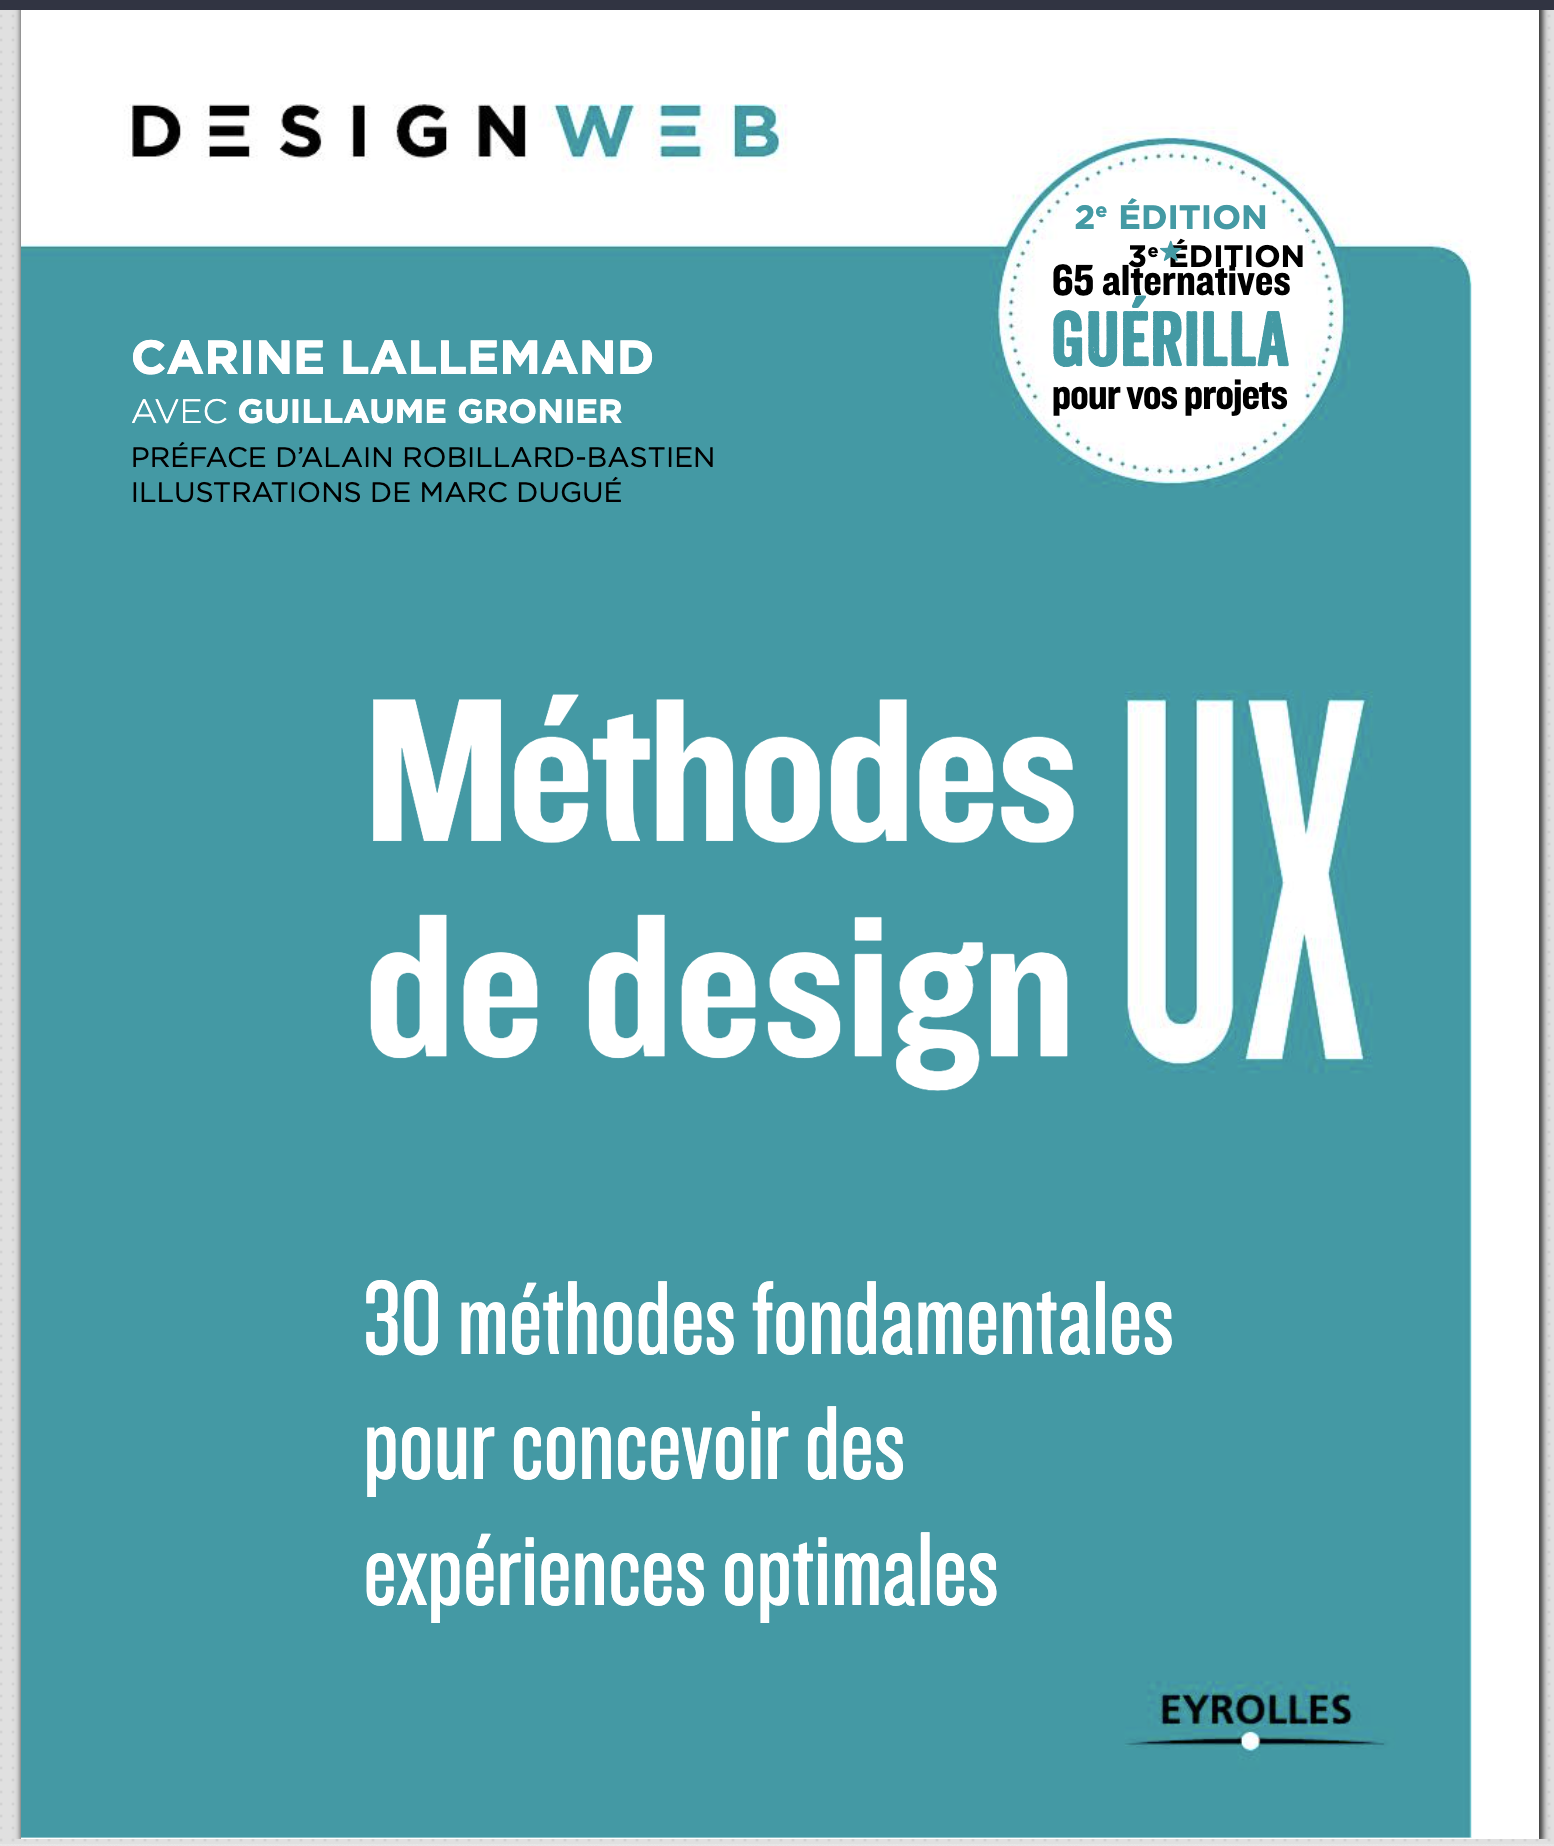 DESIGNWEB
2e ÉDITION
3e ÉDITION
65 alternatives
GUÉRILLA
pour vos projets
CARINE LALLEMAND
AVEC GUILLAUME GRONIER
PRÉFACE D’ALAIN ROBILLARD-BASTIEN
ILLUSTRATIONS DE MARC DUGUÉ
Méthodes UX
de design
30 méthodes fondamentales
pour concevoir des
expériences optimales
EYROLLES